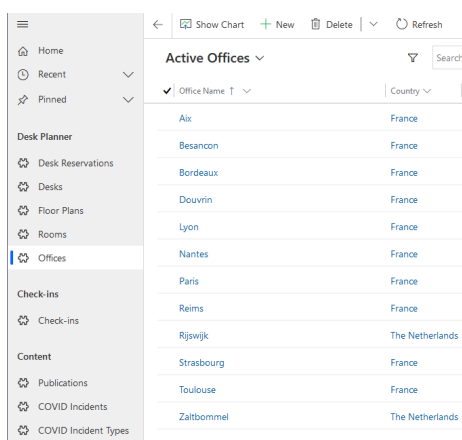 Show Chart New Delete Refresh
Home
Recent
Pinned
Desk Planner
Desk Reservations
Desks
Floor Plans
Rooms
Offices
Check-ins
Check-ins
Content
Publications
COVID Incidents
COVID Incident Types
Active Offices
Search
Office Name Country
Aix France
Besancon France
Bordeaux France
Douvrin France
Lyon France
Nantes France
Paris France
Reims France
Rijswijk The Netherlands
Strasbourg France
Toulouse France
Zaltbommel The Netherlands